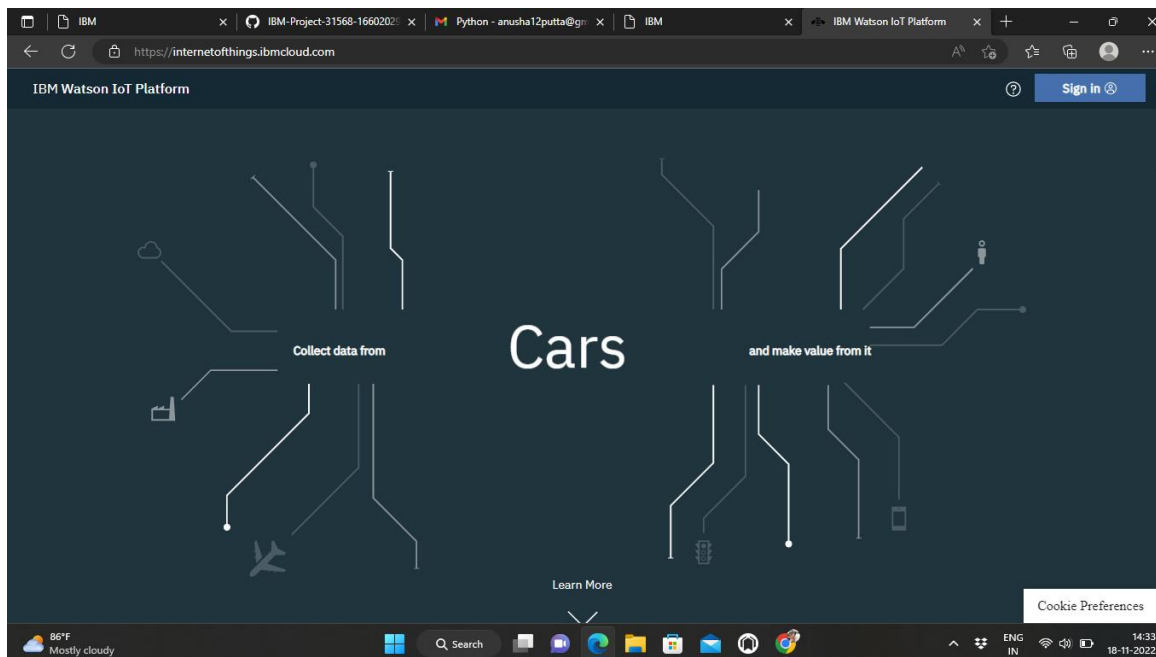 IBM
IBM-Project-31568-16602029
Python - anusha12putta@gm
IBM
IBM Watson IoT Platform
https://internetofthings.ibmcloud.com
IBM Watson IoT Platform
Sign in
Collect data from
Cars
and make value from it
Learn More
Cookie Preferences
86°F
Mostly cloudy
Search
ENG
IN
14:33
18-11-2022